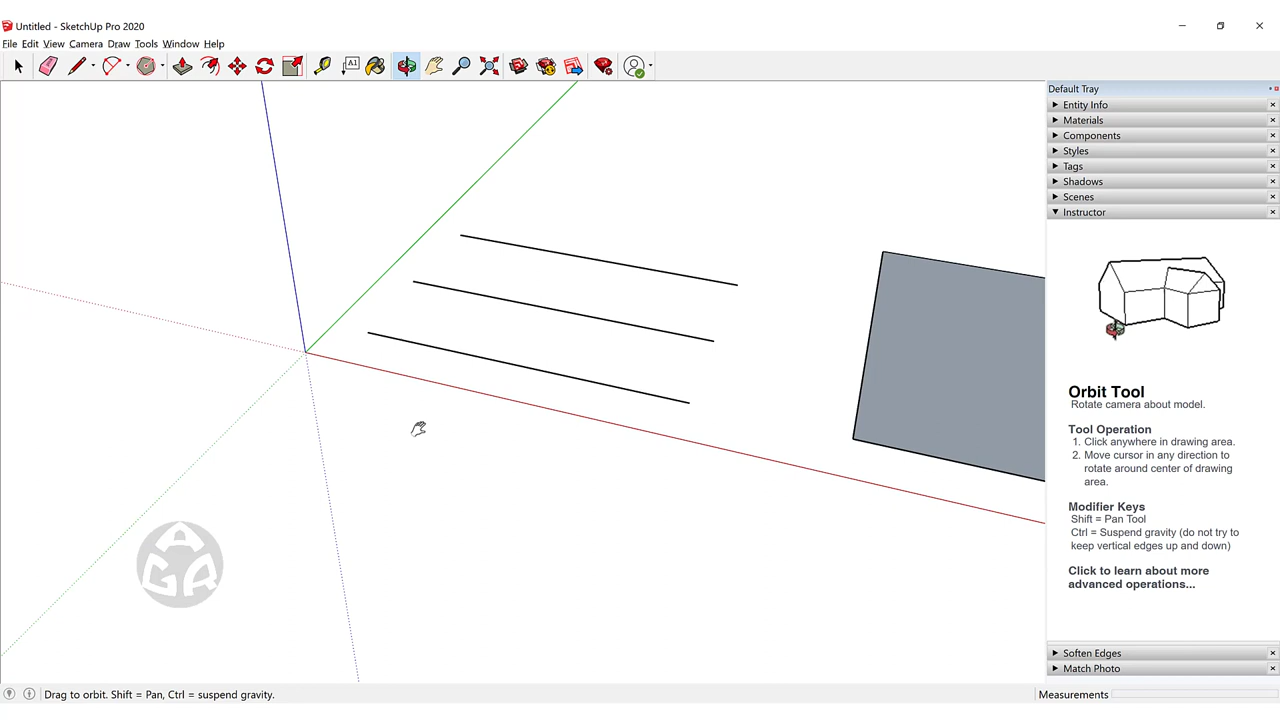 Untitled - SketchUp Pro 2020
File Edit View Camera Draw Tools Window Help
A1
Default Tray
Entity Info
Materials
Components
Styles
Tags
Shadows
Scenes
Instructor
Orbit Tool
Rotate camera about model.
Tool Operation
1. Click anywhere in drawing area.
2. Move cursor in any direction to
rotate around center of drawing
area.
Modifier Keys
Shift = Pan Tool
Ctrl = Suspend gravity (do not try to
keep vertical edges up and down)
Click to learn about more
advanced operations...
AGR
Soften Edges
Match Photo
Drag to orbit. Shift = Pan, Ctrl = suspend gravity.
Measurements